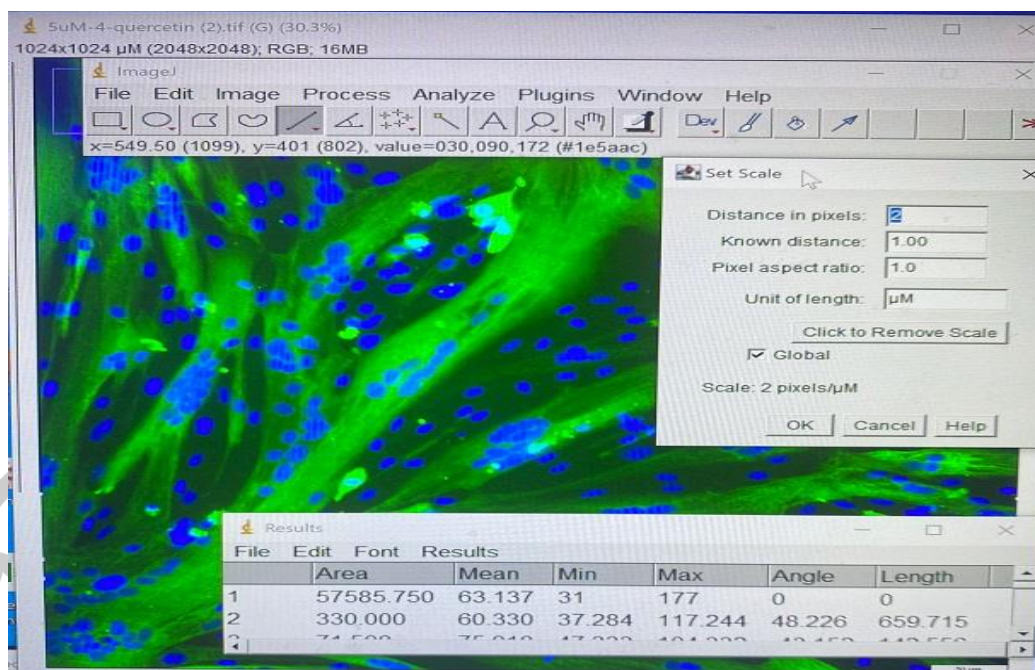 5uM-4-quercetin (2).tif (G) (30.3%)
1024x1024 µM (2048x2048); RGB; 16MB
ImageJ
File Edit Image Process Analyze Plugins Window Help
A Dev
x=549.50 (1099), y=401 (802), value=030,090,172 (#1e5aac)
Set Scale
Distance in pixels: 2
Known distance: 1.00
Pixel aspect ratio: 1.0
Unit of length: µM
Click to Remove Scale
Global
Scale: 2 pixels/µM
OK Cancel Help
Results
File Edit Font Results
Area Mean Min Max Angle Length
1 57585.750 63.137 31 177 0 0
2 330.000 60.330 37.284 117.244 48.226 659.715